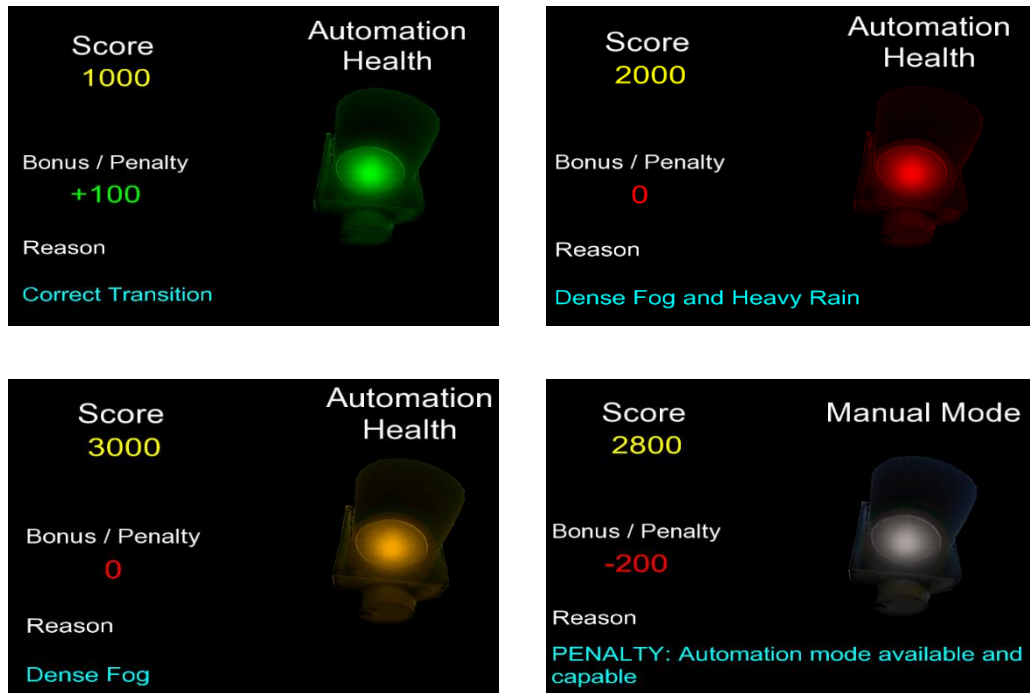 Score
1000
Automation
Health
Bonus / Penalty
+100
Reason
Correct Transition
Score
2000
Automation
Health
Bonus / Penalty
0
Reason
Dense Fog and Heavy Rain
Score
3000
Automation
Health
Bonus / Penalty
0
Reason
Dense Fog
Score
2800
Manual Mode
Bonus / Penalty
-200
Reason
PENALTY: Automation mode available and
capable